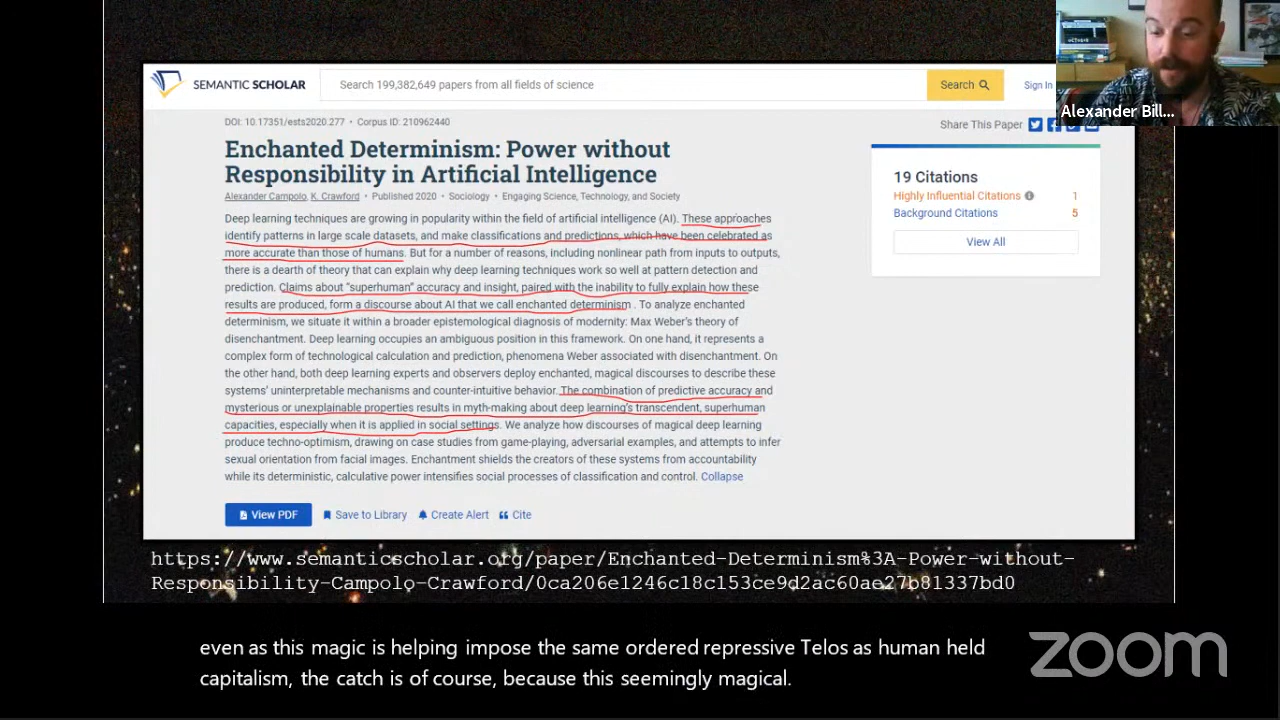 SEMANTIC SCHOLAR
Search 199,382,649 papers from all fields of science
Search
Sign In
Alexander Bill...
DOI: 10.17351/ests2020.277 • Corpus ID: 210962440
Share This Paper
Enchanted Determinism: Power without
Responsibility in Artificial Intelligence
Alexander Campolo, K. Crawford • Published 2020 • Sociology • Engaging Science, Technology, and Society
Deep learning techniques are growing in popularity within the field of artificial intelligence (AI). These approaches
identify patterns in large scale datasets, and make classifications and predictions, which have been celebrated as
more accurate than those of humans. But for a number of reasons, including nonlinear path from inputs to outputs,
there is a dearth of theory that can explain why deep learning techniques work so well at pattern detection and
prediction. Claims about "superhuman" accuracy and insight, paired with the inability to fully explain how these
results are produced, form a discourse about AI that we call enchanted determinism . To analyze enchanted
determinism, we situate it within a broader epistemological diagnosis of modernity: Max Weber's theory of
disenchantment. Deep learning occupies an ambiguous position in this framework. On one hand, it represents a
complex form of technological calculation and prediction, phenomena Weber associated with disenchantment. On
the other hand, both deep learning experts and observers deploy enchanted, magical discourses to describe these
systems' uninterpretable mechanisms and counter-intuitive behavior. The combination of predictive accuracy and
mysterious or unexplainable properties results in myth-making about deep learning's transcendent, superhuman
capacities, especially when it is applied in social settings. We analyze how discourses of magical deep learning
produce techno-optimism, drawing on case studies from game-playing, adversarial examples, and attempts to infer
sexual orientation from facial images. Enchantment shields the creators of these systems from accountability
while its deterministic, calculative power intensifies social processes of classification and control. Collapse
19 Citations
Highly Influential Citations 1
Background Citations 5
View All
View PDF
Save to Library
Create Alert
Cite
https://www.semanticscholar.org/paper/Enchanted-Determinism%3A-Power-without-
Responsibility-Campolo-Crawford/0ca206e1246c18c153ce9d2ac60ae27b81337bd0
even as this magic is helping impose the same ordered repressive Telos as human held
capitalism, the catch is of course, because this seemingly magical.
zoom